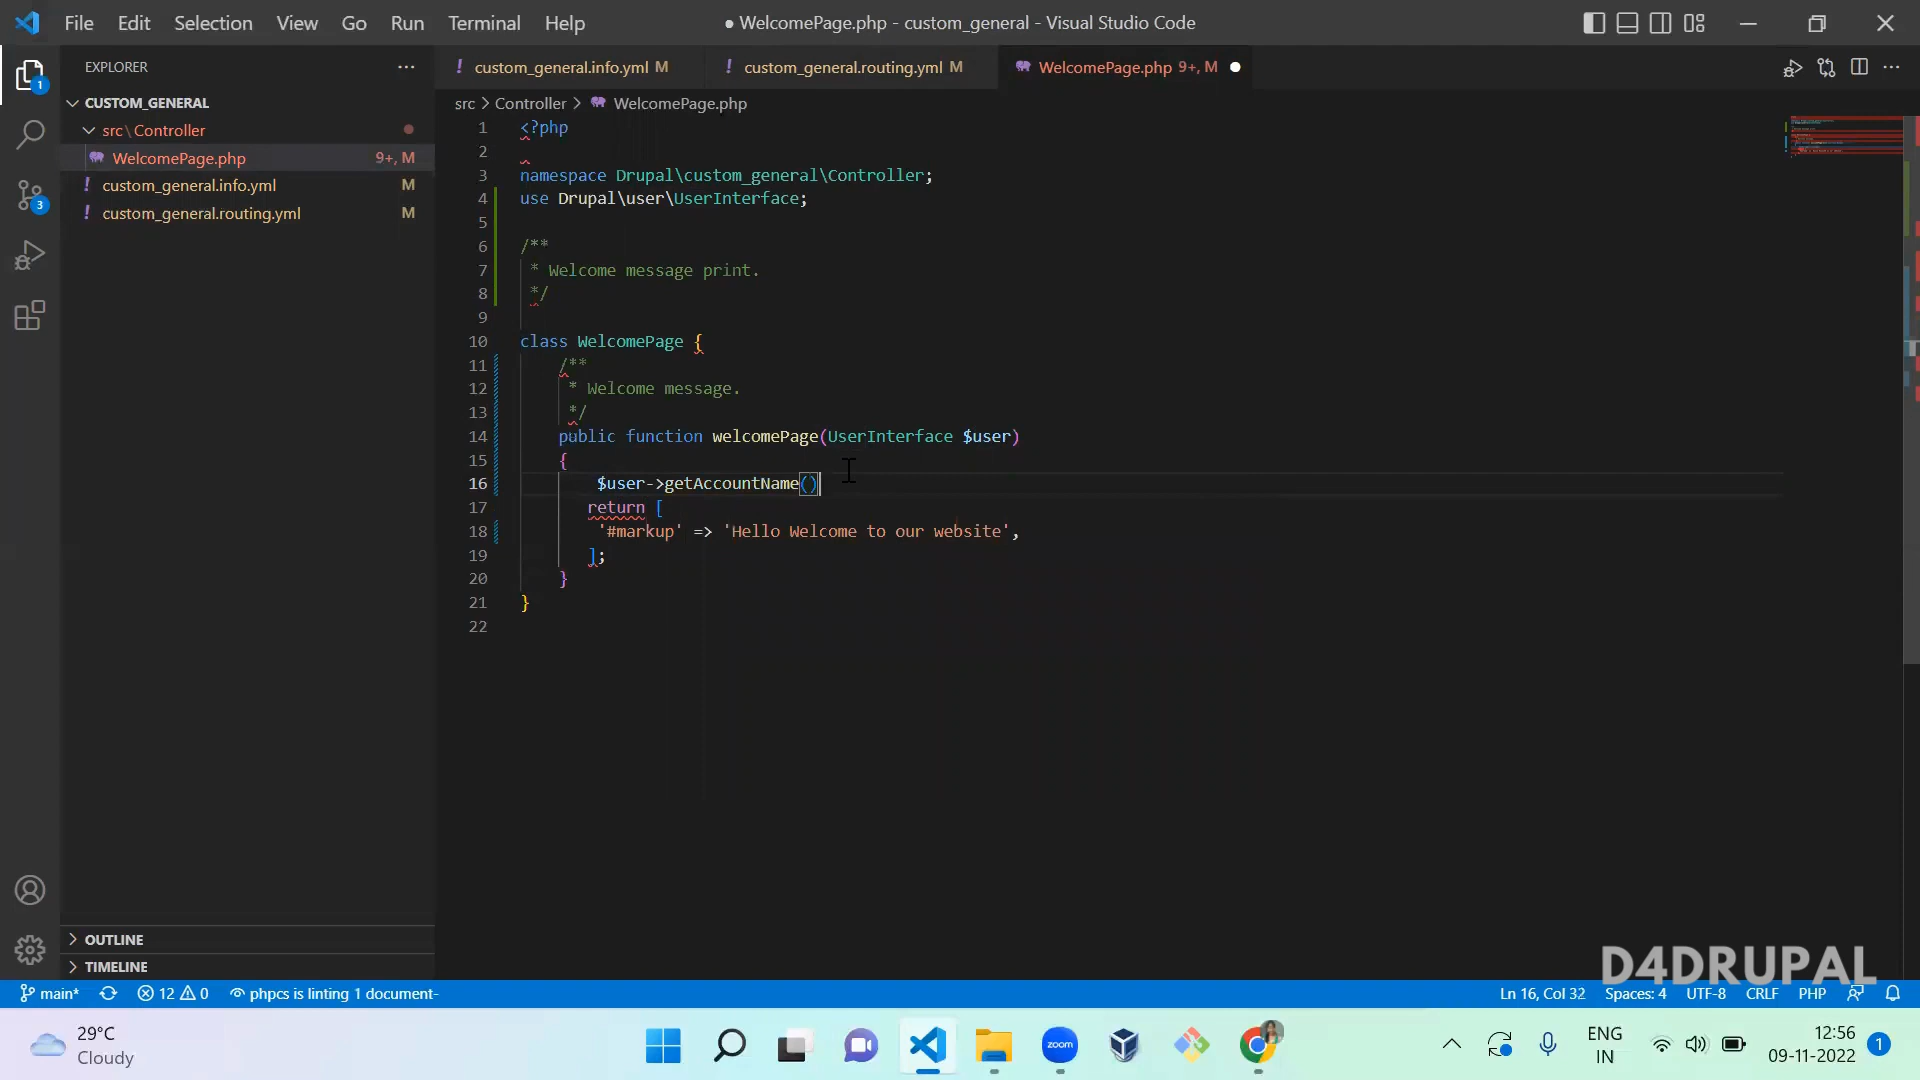 File Edit Selection View Go Run Terminal Help
● WelcomePage.php - custom_general - Visual Studio Code
EXPLORER
CUSTOM_GENERAL
src\Controller
WelcomePage.php 9+, M
! custom_general.info.yml M
! custom_general.routing.yml M
OUTLINE
TIMELINE
! custom_general.info.yml M
! custom_general.routing.yml M
WelcomePage.php 9+, M
src > Controller > WelcomePage.php
1 <?php
2
3 namespace Drupal\custom_general\Controller;
4 use Drupal\user\UserInterface;
5
6 /**
7 * Welcome message print.
8 */
9
10 class WelcomePage {
11 /**
12 * Welcome message.
13 */
14 public function welcomePage(UserInterface $user)
15 {
16 $user->getAccountName()
17 return [
18 '#markup' => 'Hello Welcome to our website',
19 ];
20 }
21 }
22
D4DRUPAL
1
3
main* 12 0 phpcs is linting 1 document-
Ln 16, Col 32 Spaces: 4 UTF-8 CRLF PHP
29°C
Cloudy
zoom
ENG
IN
12:56
09-11-2022
1